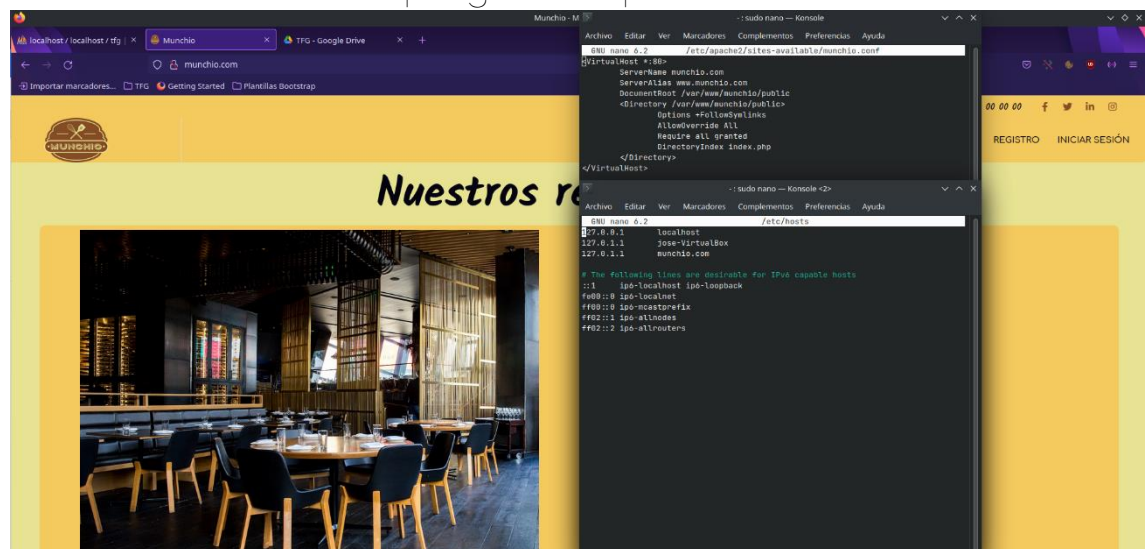 Munchio - M
localhost / localhost / tfg |
Munchio
TFG - Google Drive
munchio.com
Importar marcadores...
TFG
Getting Started
Plantillas Bootstrap
00 00 00
MUNCHIO
REGISTRO
INICIAR SESIÓN
Nuestros
~ : sudo nano — Konsole
Archivo Editar Ver Marcadores Complementos Preferencias Ayuda
GNU nano 6.2 /etc/apache2/sites-available/munchio.conf
<VirtualHost *:80>
ServerName munchio.com
ServerAlias www.munchio.com
DocumentRoot /var/www/munchio/public
<Directory /var/www/munchio/public>
Options +FollowSymlinks
AllowOverride All
Require all granted
DirectoryIndex index.php
</Directory>
</VirtualHost>
~ : sudo nano — Konsole <2>
Archivo Editar Ver Marcadores Complementos Preferencias Ayuda
GNU nano 6.2 /etc/hosts
127.0.0.1 localhost
127.0.1.1 jose-VirtualBox
127.0.1.1 munchio.com
# The following lines are desirable for IPv6 capable hosts
::1 ip6-localhost ip6-loopback
fe00::0 ip6-localnet
ff00::0 ip6-mcastprefix
ff02::1 ip6-allnodes
ff02::2 ip6-allrouters